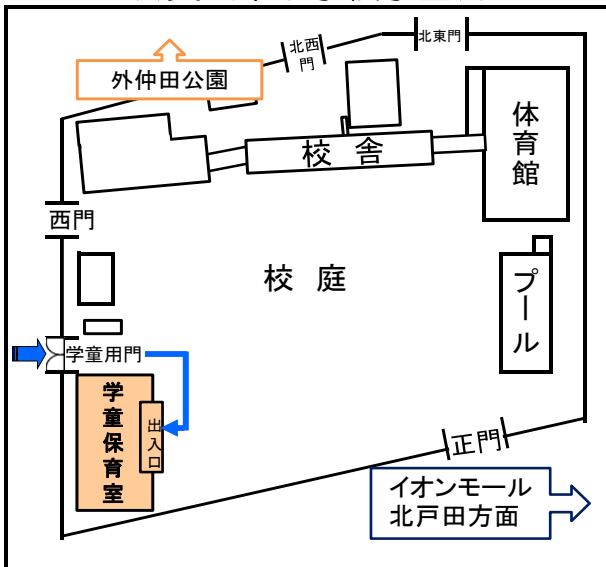 外仲田公園
北西
門
北東門
校舎
体育館
西門
校庭
プール
学童用門
学童保育室
出入口
正門
イオンモール
北戸田方面